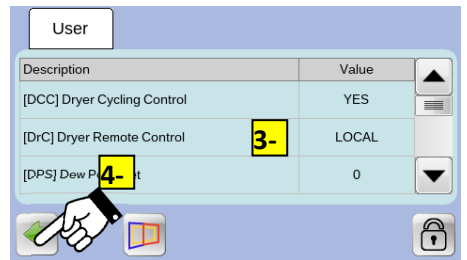 User
Description Value
[DCC] Dryer Cycling Control YES
[DrC] Dryer Remote Control 3- LOCAL
[DPS] Dew 4- 0